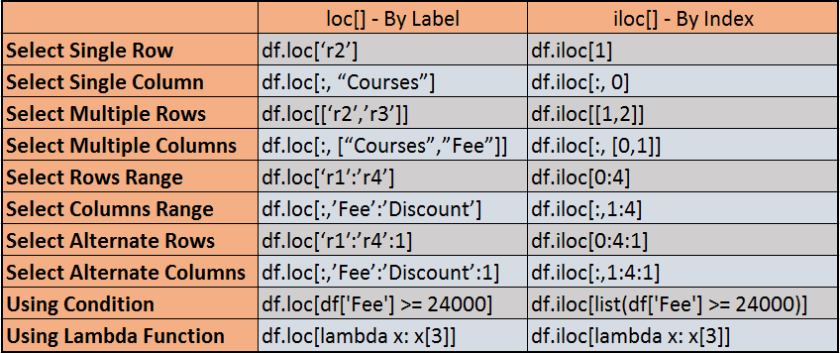 loc[] - By Label iloc[] - By Index
Select Single Row df.loc[‘r2’] df.iloc[1]
Select Single Column df.loc[:, “Courses”] df.iloc[:, 0]
Select Multiple Rows df.loc[[‘r2’,’r3’]] df.iloc[[1,2]]
Select Multiple Columns df.loc[:, [“Courses”,”Fee”]] df.iloc[:, [0,1]]
Select Rows Range df.loc[‘r1’:’r4’] df.iloc[0:4]
Select Columns Range df.loc[:,’Fee’:’Discount’] df.iloc[:,1:4]
Select Alternate Rows df.loc[‘r1’:’r4’:1] df.iloc[0:4:1]
Select Alternate Columns df.loc[:,’Fee’:’Discount’:1] df.iloc[:,1:4:1]
Using Condition df.loc[df['Fee'] >= 24000] df.iloc[list(df['Fee'] >= 24000)]
Using Lambda Function df.loc[lambda x: x[3]] df.iloc[lambda x: x[3]]